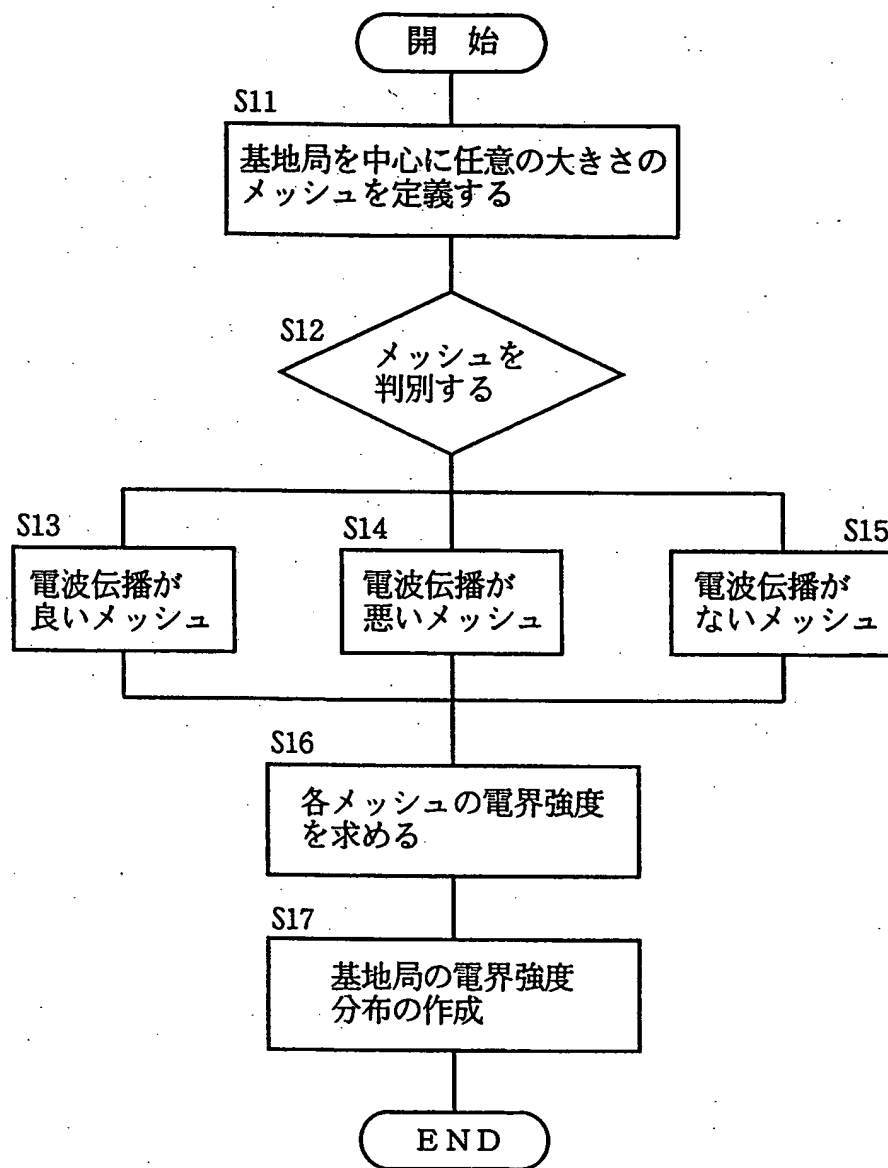 開 始
S11
基地局を中心に任意の大きさの
メッシュを定義する
S12
メッシュを
判別する
S13
電波伝播が
良いメッシュ
S14
電波伝播が
悪いメッシュ
S15
電波伝播が
ないメッシュ
S16
各メッシュの電界強度
を求める
S17
基地局の電界強度
分布の作成
END